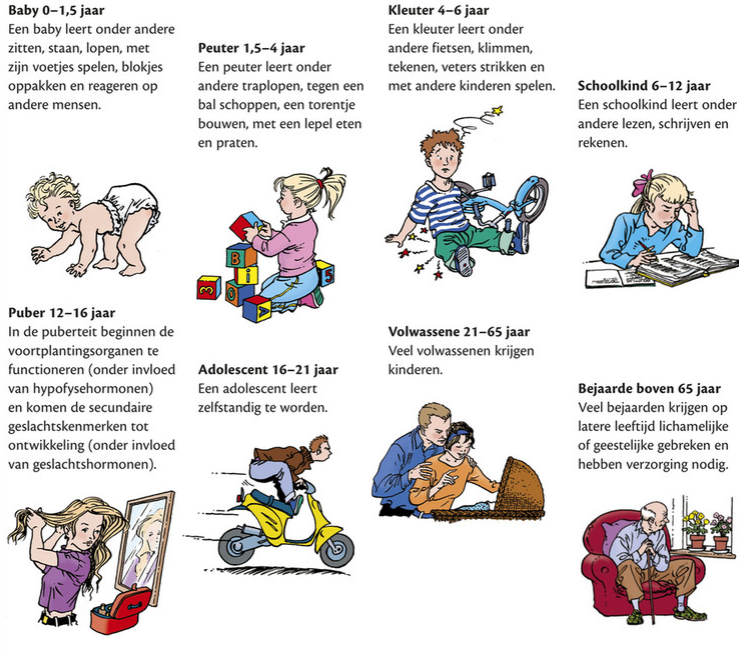 Baby 0–1,5 jaar
Een baby leert onder andere
zitten, staan, lopen, met
zijn voetjes spelen, blokjes
oppakken en reageren op
andere mensen.
Peuter 1,5–4 jaar
Een peuter leert onder
andere traplopen, tegen een
bal schoppen, een torentje
bouwen, met een lepel eten
en praten.
Kleuter 4–6 jaar
Een kleuter leert onder
andere fietsen, klimmen,
tekenen, veters strikken en
met andere kinderen spelen.
Schoolkind 6–12 jaar
Een schoolkind leert onder
andere lezen, schrijven en
rekenen.
B
3
A
5
Puber 12–16 jaar
In de puberteit beginnen de
voortplantingsorganen te
functioneren (onder invloed
van hypofysehormonen)
en komen de secundaire
geslachtskenmerken tot
ontwikkeling (onder invloed
van geslachtshormonen).
Adolescent 16–21 jaar
Een adolescent leert
zelfstandig te worden.
Volwassene 21–65 jaar
Veel volwassenen krijgen
kinderen.
Bejaarde boven 65 jaar
Veel bejaarden krijgen op
latere leeftijd lichamelijke
of geestelijke gebreken en
hebben verzorging nodig.